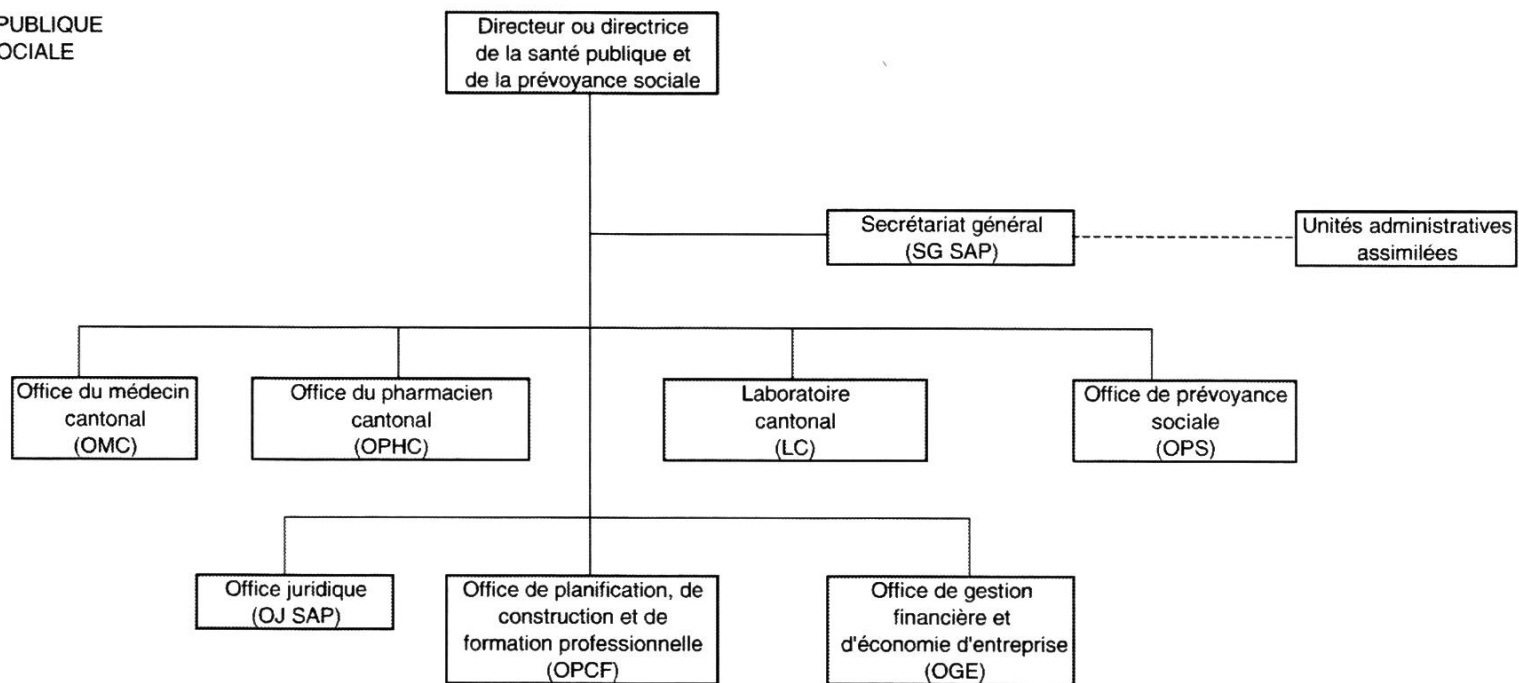 PUBLIQUE
OCIALE
Directeur ou directrice
de la santé publique et
de la prévoyance sociale
Secrétariat général
(SG SAP)
Unités administratives
assimilées
Office du médecin
cantonal
(OMC)
Office du pharmacien
cantonal
(OPHC)
Laboratoire
cantonal
(LC)
Office de prévoyance
sociale
(OPS)
Office juridique
(OJ SAP)
Office de planification, de
construction et de
formation professionnelle
(OPCF)
Office de gestion
financière et
d'économie d'entreprise
(OGE)